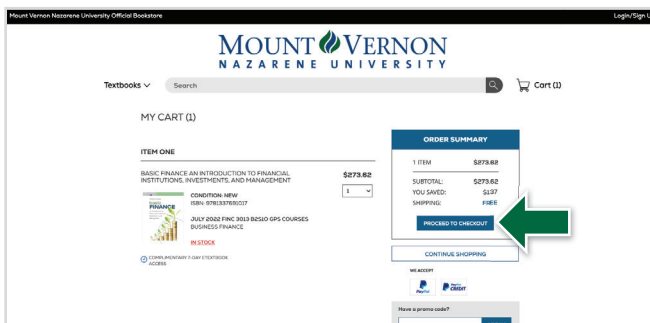 Mount Vernon Nazarene University Official Bookstore
Login/Sign U
MOUNT VERNON
NAZARENE UNIVERSITY
Textbooks
Search
Cart (1)
MY CART (1)
ITEM ONE
BASIC FINANCE AN INTRODUCTION TO FINANCIAL
INSTITUTIONS, INVESTMENTS, AND MANAGEMENT
$273.62
1
CONDITION: NEW
ISBN: 9781337691017
FINANCE
JULY 2022 FINC 3013 B2S10 GPS COURSES
BUSINESS FINANCE
IN STOCK
COMPLIMENTARY 7-DAY ETEXTBOOK
ACCESS
ORDER SUMMARY
1 ITEM $273.62
SUBTOTAL: $273.62
YOU SAVED: $1.37
SHIPPING: FREE
PROCEED TO CHECKOUT
CONTINUE SHOPPING
WE ACCEPT
PayPal
PayPal CREDIT
Have a promo code?